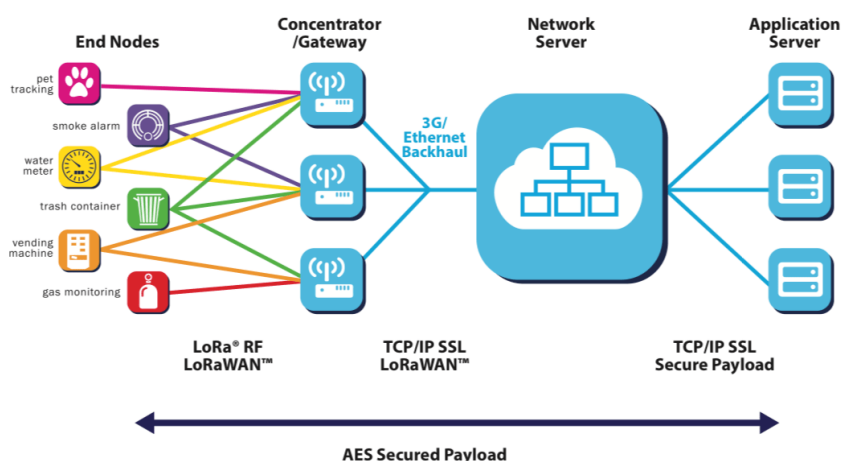 End Nodes
Concentrator
/Gateway
Network
Server
Application
Server
pet
tracking
smoke alarm
water
meter
trash container
vending
machine
gas monitoring
3G/
Ethernet
Backhaul
LoRa® RF
LoRaWAN™
TCP/IP SSL
LoRaWAN™
TCP/IP SSL
Secure Payload
AES Secured Payload